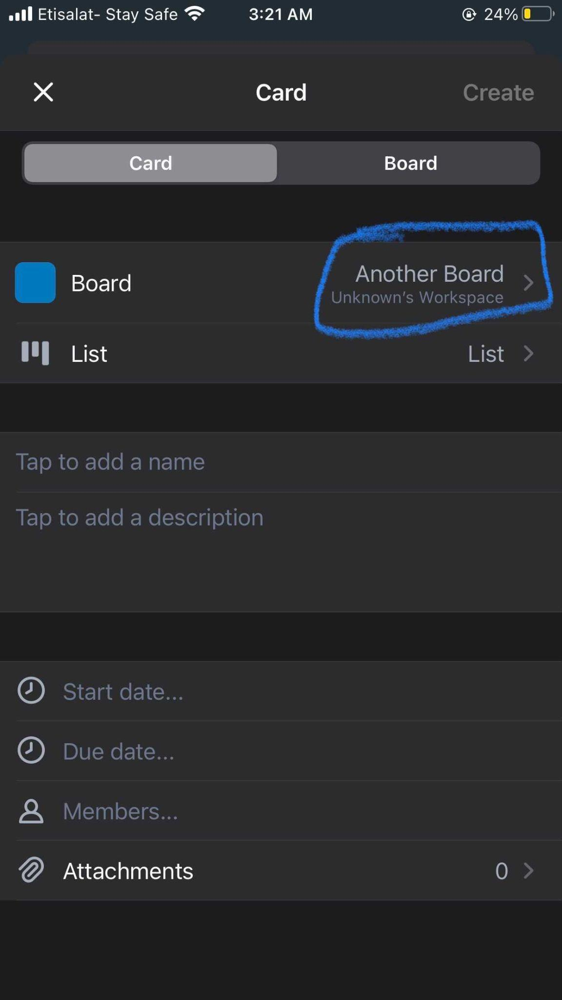 Etisalat- Stay Safe 3:21 AM 24%
Card Create
Card Board
Board Another Board
Unknown’s Workspace
List List
Tap to add a name
Tap to add a description
Start date...
Due date...
Members...
Attachments 0